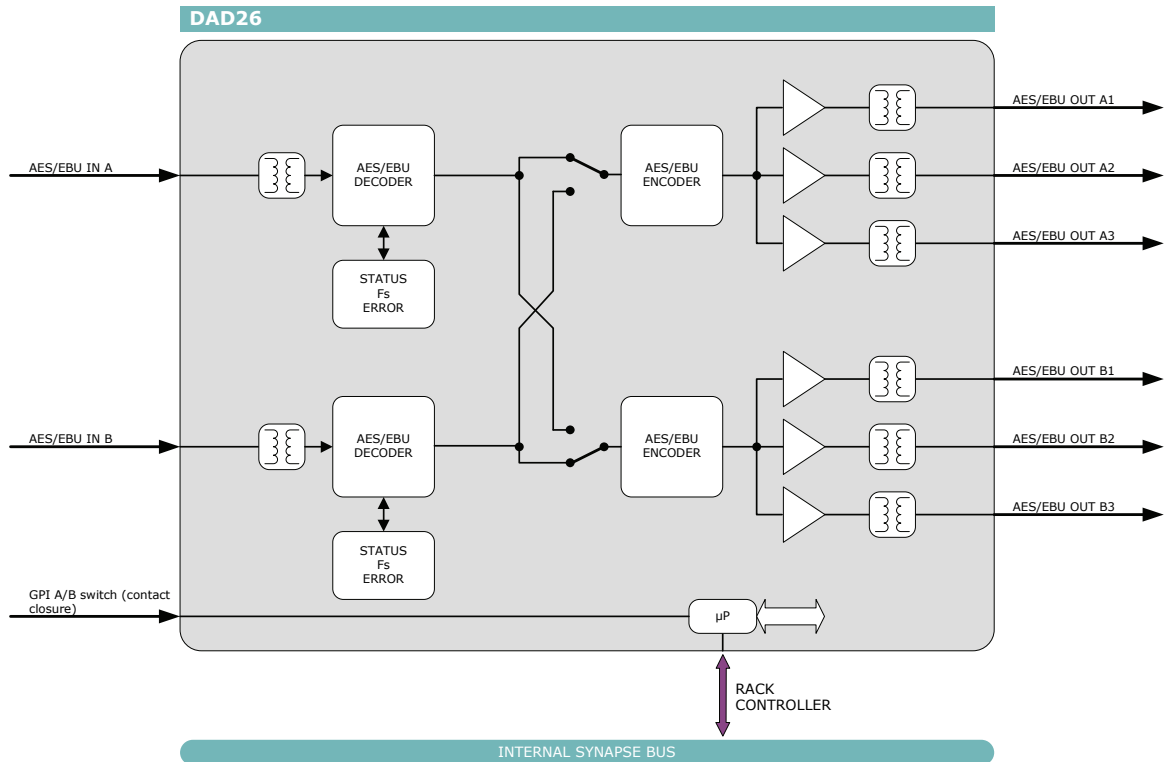 DAD26
AES/EBU OUT A1
AES/EBU IN A
AES/EBU
DECODER
AES/EBU
ENCODER
AES/EBU OUT A2
AES/EBU OUT A3
STATUS
Fs
ERROR
AES/EBU OUT B1
AES/EBU IN B
AES/EBU
DECODER
AES/EBU
ENCODER
AES/EBU OUT B2
AES/EBU OUT B3
STATUS
Fs
ERROR
GPI A/B switch (contact
closure)
µP
RACK
CONTROLLER
INTERNAL SYNAPSE BUS